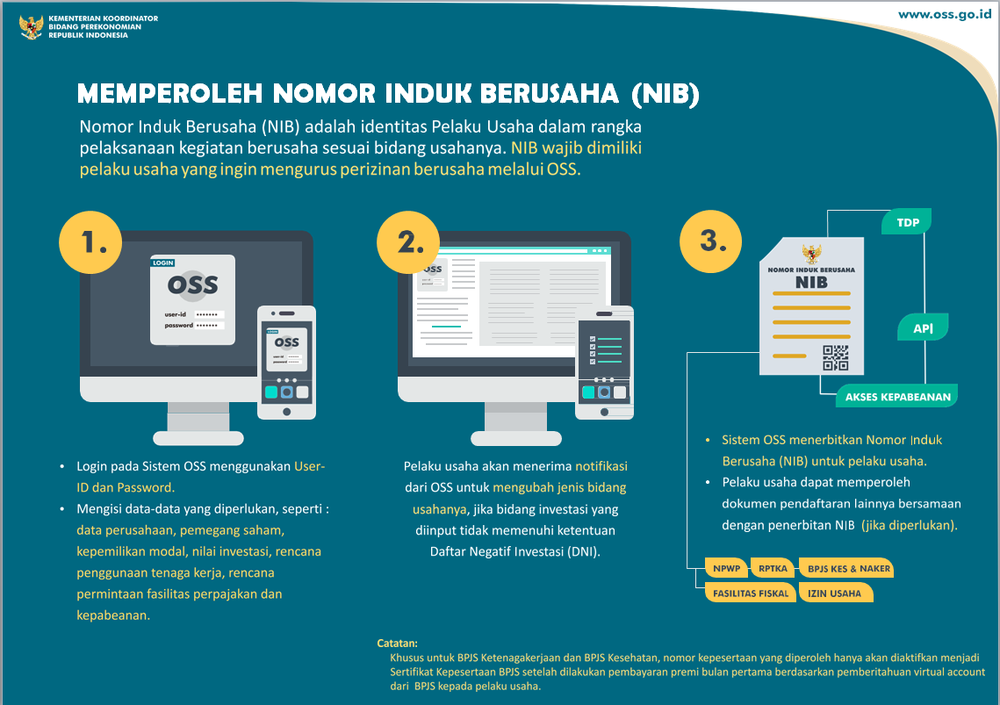 KEMENTERIAN KOORDINATOR
BIDANG PEREKONOMIAN
REPUBLIK INDONESIA
www.oss.go.id
MEMPEROLEH NOMOR INDUK BERUSAHA (NIB)
Nomor Induk Berusaha (NIB) adalah identitas Pelaku Usaha dalam rangka
pelaksanaan kegiatan berusaha sesuai bidang usahanya. NIB wajib dimiliki
pelaku usaha yang ingin mengurus perizinan berusaha melalui OSS.
1.
LOGIN
OSS
user-id
password
LOGIN
OSS
user-id
password
• Login pada Sistem OSS menggunakan User-
ID dan Password.
• Mengisi data-data yang diperlukan, seperti :
data perusahaan, pemegang saham,
kepemilikan modal, nilai investasi, rencana
penggunaan tenaga kerja, rencana
permintaan fasilitas perpajakan dan
kepabeanan.
2.
OSS
user-id
password
Pelaku usaha akan menerima notifikasi
dari OSS untuk mengubah jenis bidang
usahanya, jika bidang investasi yang
diinput tidak memenuhi ketentuan
Daftar Negatif Investasi (DNI).
3.
NOMOR INDUK BERUSAHA
NIB
TDP
API
AKSES KEPABEANAN
• Sistem OSS menerbitkan Nomor Induk
Berusaha (NIB) untuk pelaku usaha.
• Pelaku usaha dapat memperoleh
dokumen pendaftaran lainnya bersamaan
dengan penerbitan NIB (jika diperlukan).
NPWP RPTKA BPJS KES & NAKER
FASILITAS FISKAL IZIN USAHA
Catatan:
Khusus untuk BPJS Ketenagakerjaan dan BPJS Kesehatan, nomor kepesertaan yang diperoleh hanya akan diaktifkan menjadi
Sertifikat Kepesertaan BPJS setelah dilakukan pembayaran premi bulan pertama berdasarkan pemberitahuan virtual account
dari BPJS kepada pelaku usaha.